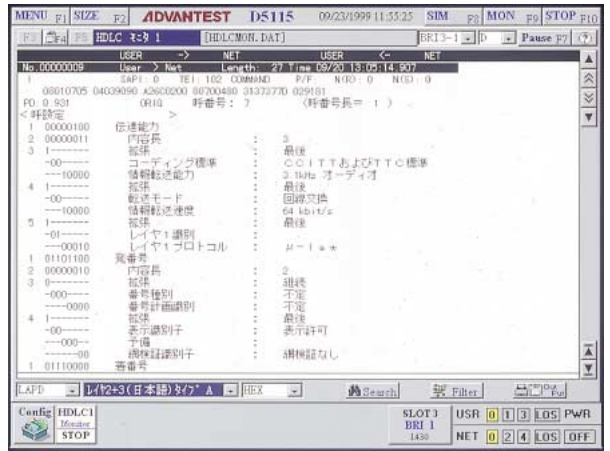 MENU F1 SIZE F2 ADVANTEST D5115 09/23/1999 11:55:25 SIM F8 MON F9 STOP F10
F3 F4 F5 HDLC モニタ 1 [HDLCMON.DAT] BRI3-1 D Pause F7
USER -> NET USER <- NET
No.00000009 User > Net Length: 27 Time 09/20 13:05:14.907
1 SAPI: 0 TEI: 102 COMMAND P/F: N(R): 0 N(S): 0
08010705 04039090 A26C0200 80700480 31373770 029181
PD: 0.931 ORIG 呼番号: 7 (呼番号長= 1 )
<呼設定 >
1 00000100 伝達能力
2 00000011 内容長 : 3
3 1------- 拡張 : 最後
-00----- コーディング標準 : CCITTおよびTTC標準
---10000 情報転送能力 : 3.1kHz オーディオ
4 1------- 拡張 : 最後
-00----- 転送モード : 回線交換
---10000 情報転送速度 : 64 kbit/s
5 1------- 拡張 : 最後
-01----- レイヤ1識別 :
---00010 レイヤ1プロトコル : μ-law
1 01101100 発番号
2 00000010 内容長 : 2
3 0------- 拡張 : 継続
-000---- 番号種別 : 不定
----0000 番号計画識別 : 不定
4 1------- 拡張 : 最後
-00----- 表示識別子 : 表示許可
---000-- 予備 :
------00 網検証識別子 : 網検証なし
1 01110000 着番号
LAPD レイヤ2+3(日本語)タイプ A HEX Search Filter Out Put
Config HDLC1 Monitor STOP SLOT3 BRI 1 I.430 USR 0 1 3 LOS PWR
NET 0 2 4 LOS OFF